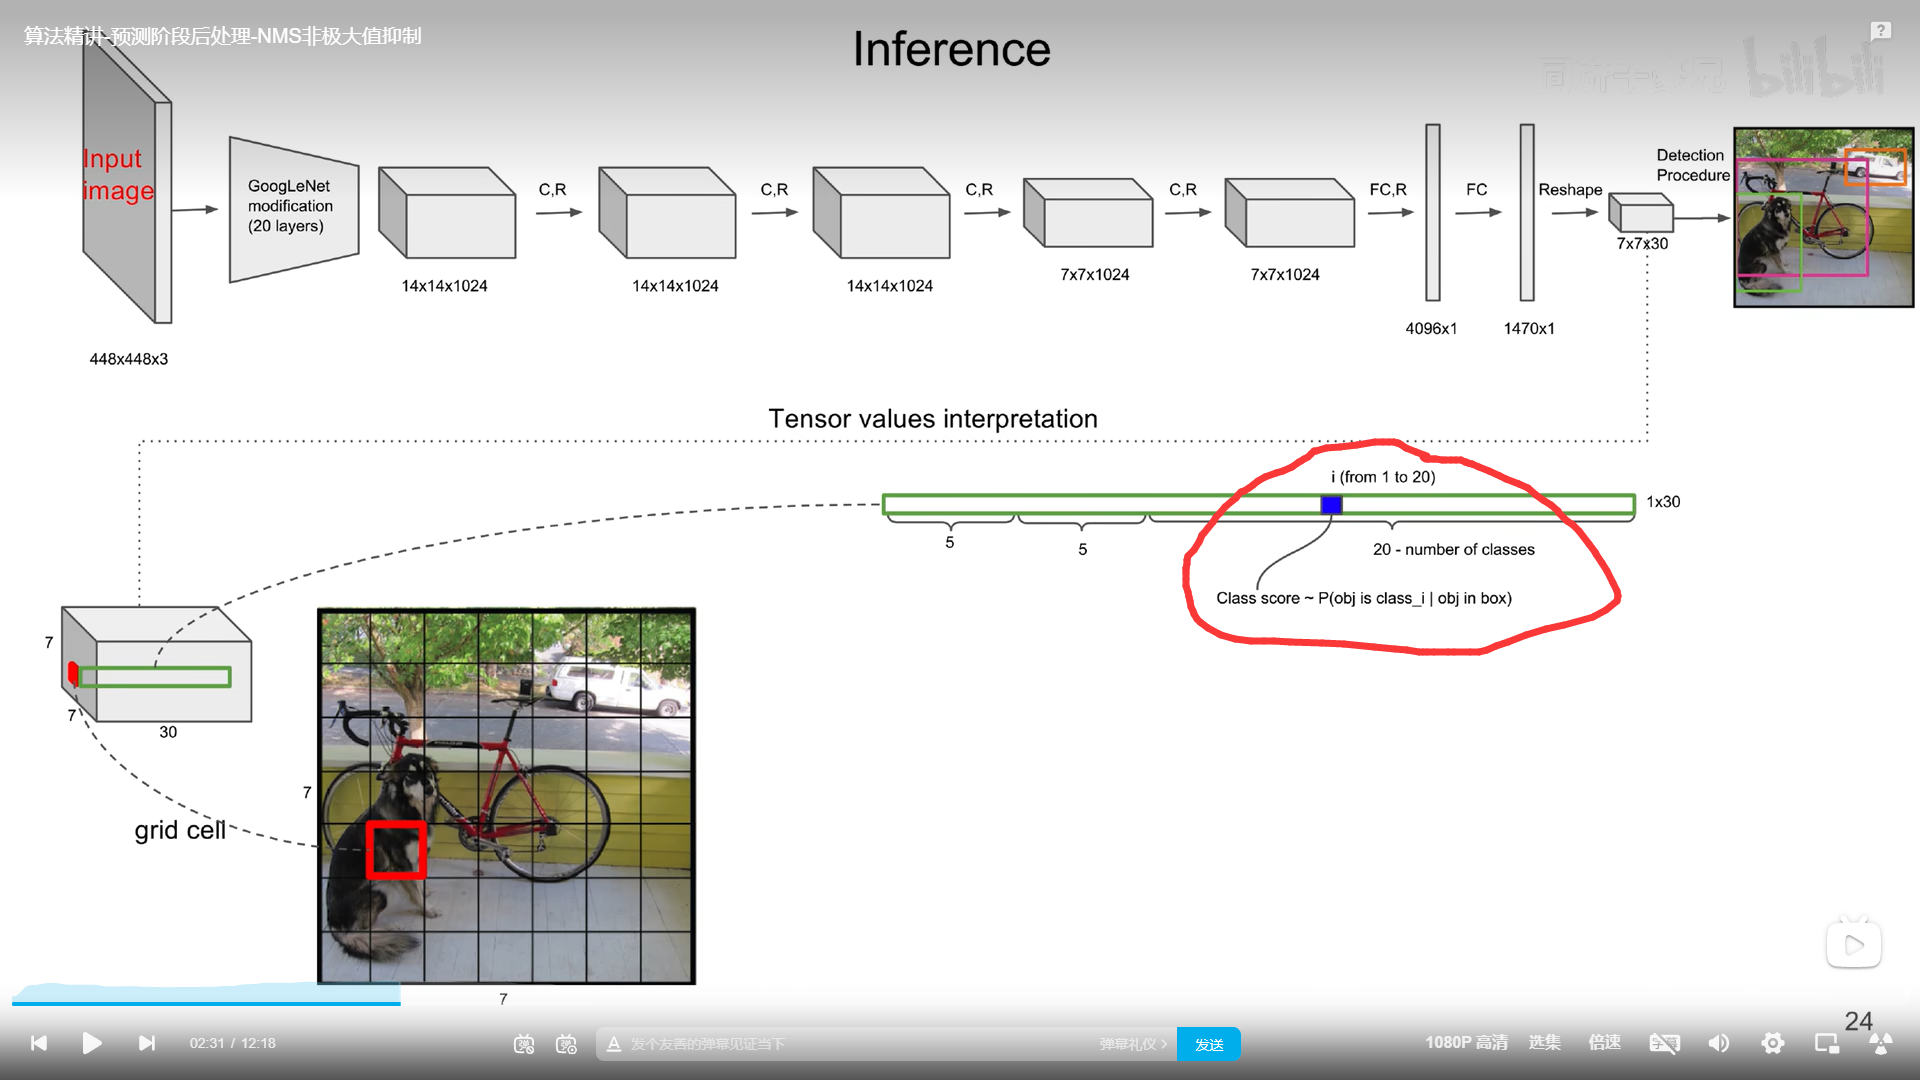 算法精讲-预测阶段后处理-NMS非极大值抑制
Inference
?
bilibili
Input
image
GoogLeNet
modification
(20 layers)
C,R
C,R
C,R
C,R
FC,R
FC
Reshape
Detection
Procedure
14x14x1024
14x14x1024
14x14x1024
7x7x1024
7x7x1024
7x7x30
4096x1
1470x1
448x448x3
Tensor values interpretation
i (from 1 to 20)
1x30
5
5
20 - number of classes
Class score ~ P(obj is class_i | obj in box)
7
7
30
7
grid cell
7
24
02:31 / 12:18
A 发个友善的弹幕见证当下
弹幕礼仪 >
发送
1080P 高清
选集
倍速